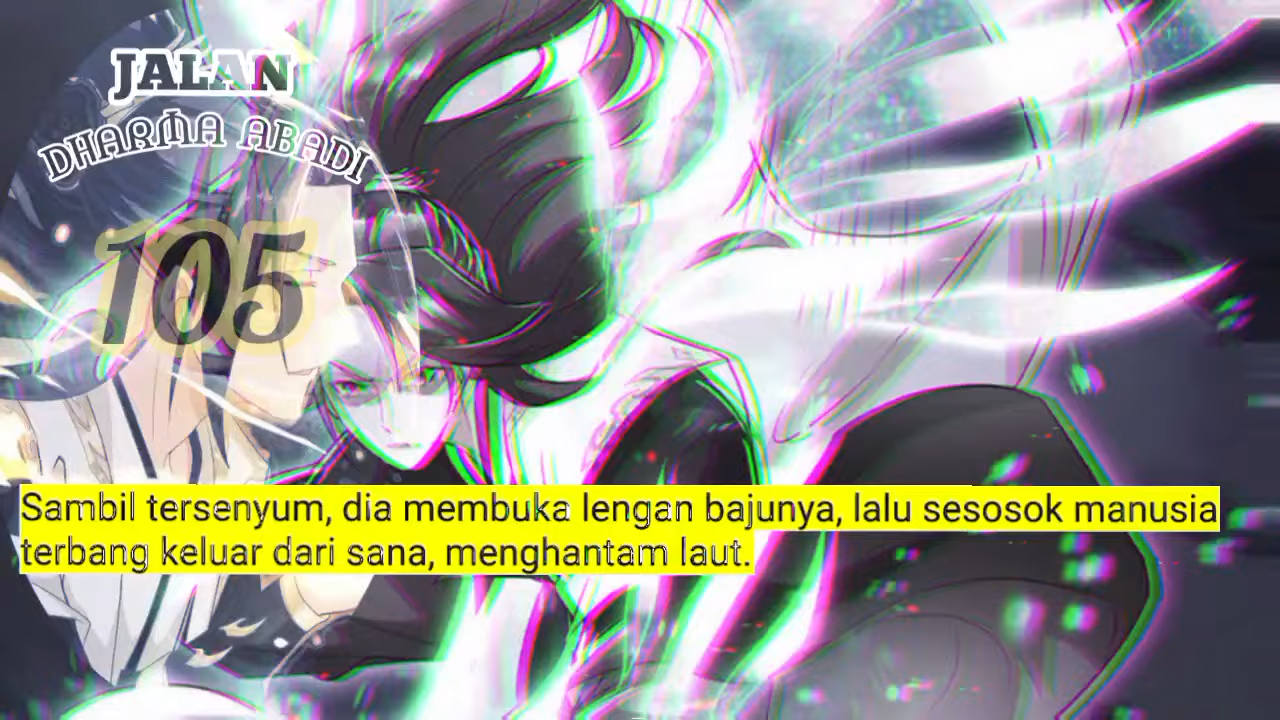 JALAN
DHARMA ABADI
105
Sambil tersenyum, dia membuka lengan bajunya, lalu sesosok manusia
terbang keluar dari sana, menghantam laut.